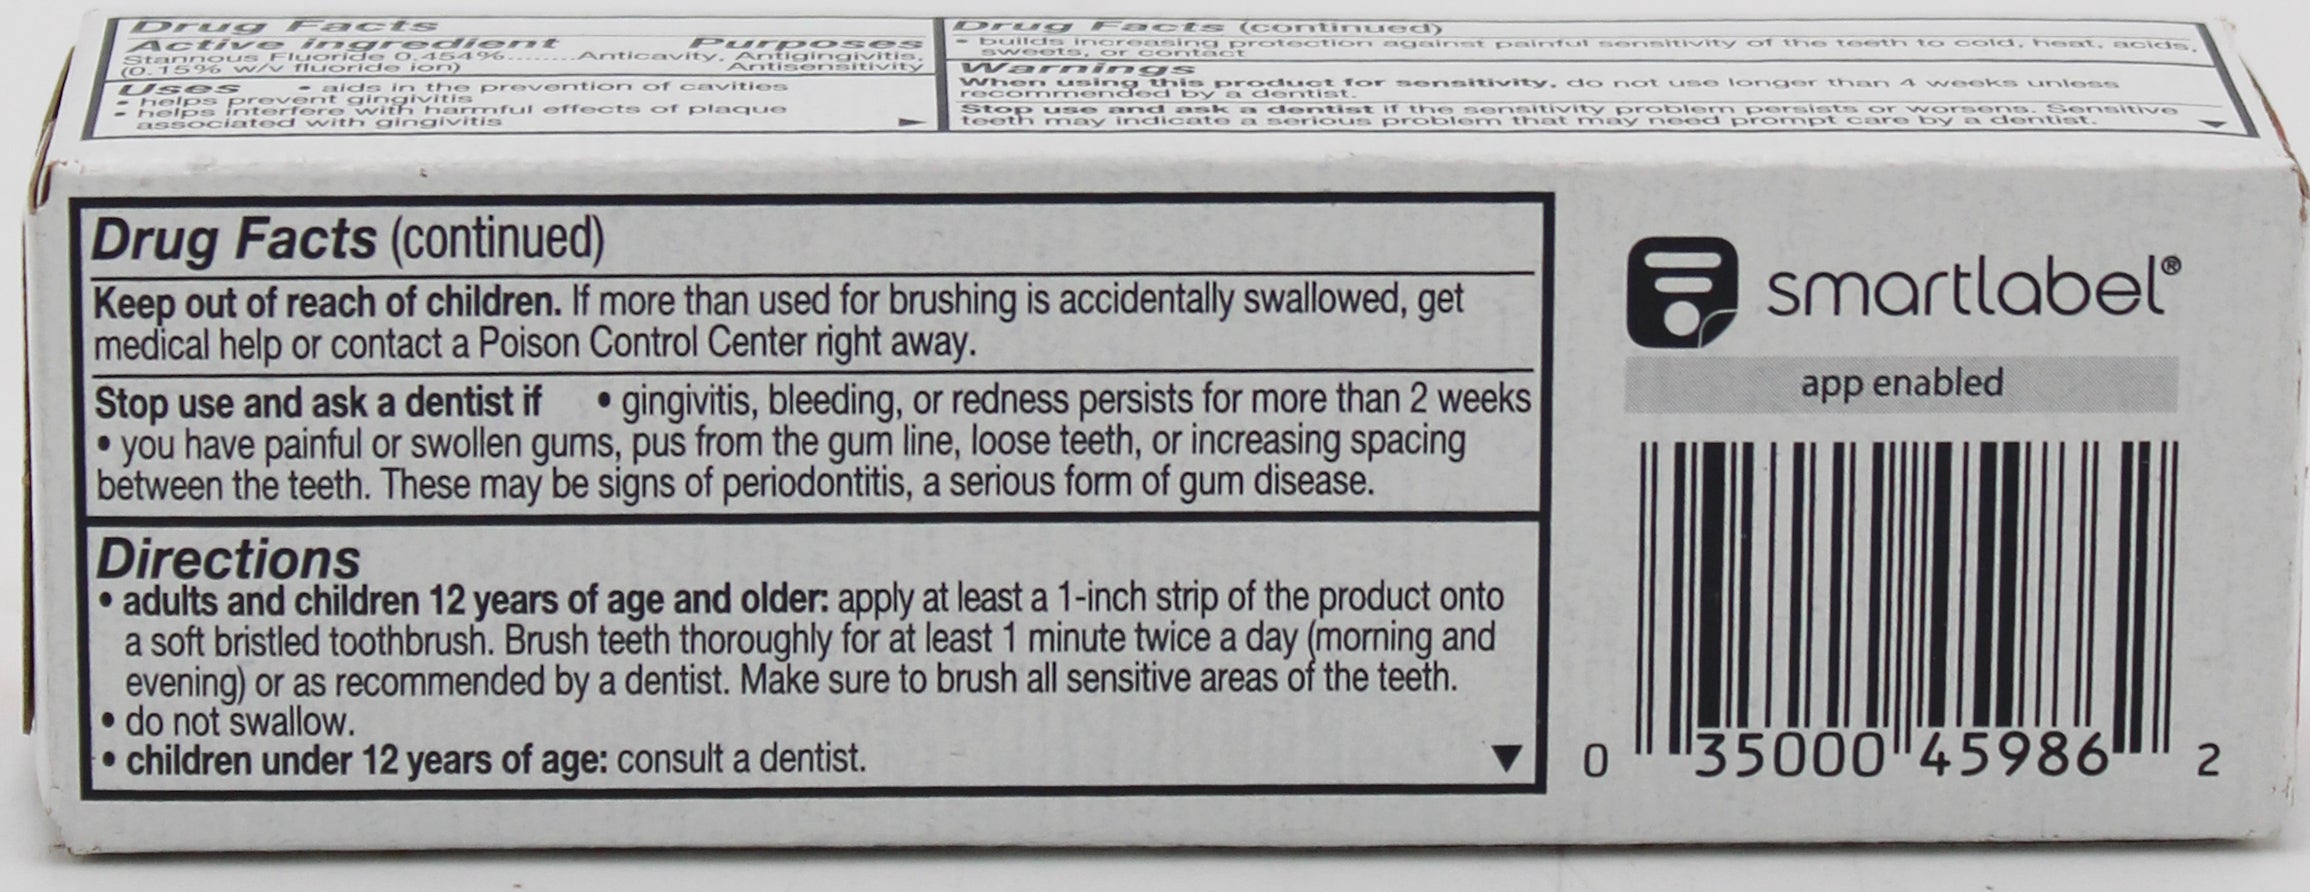 Drug Facts
Active ingredient Purposes
Stannous Fluoride 0.454%.........Anticavity, Antigingivitis,
(0.15% w/v fluoride ion) Antisensitivity
Uses • aids in the prevention of cavities
• helps prevent gingivitis
• helps interfere with harmful effects of plaque
associated with gingivitis
Drug Facts (continued)
• builds increasing protection against painful sensitivity of the teeth to cold, heat, acids,
sweets, or contact
Warnings
When using this product for sensitivity, do not use longer than 4 weeks unless
recommended by a dentist.
Stop use and ask a dentist if the sensitivity problem persists or worsens. Sensitive
teeth may indicate a serious problem that may need prompt care by a dentist.
Drug Facts (continued)
Keep out of reach of children. If more than used for brushing is accidentally swallowed, get
medical help or contact a Poison Control Center right away.
Stop use and ask a dentist if • gingivitis, bleeding, or redness persists for more than 2 weeks
• you have painful or swollen gums, pus from the gum line, loose teeth, or increasing spacing
between the teeth. These may be signs of periodontitis, a serious form of gum disease.
Directions
• adults and children 12 years of age and older: apply at least a 1-inch strip of the product onto
a soft bristled toothbrush. Brush teeth thoroughly for at least 1 minute twice a day (morning and
evening) or as recommended by a dentist. Make sure to brush all sensitive areas of the teeth.
• do not swallow.
• children under 12 years of age: consult a dentist.
smartlabel®
app enabled
0 35000 45986 2